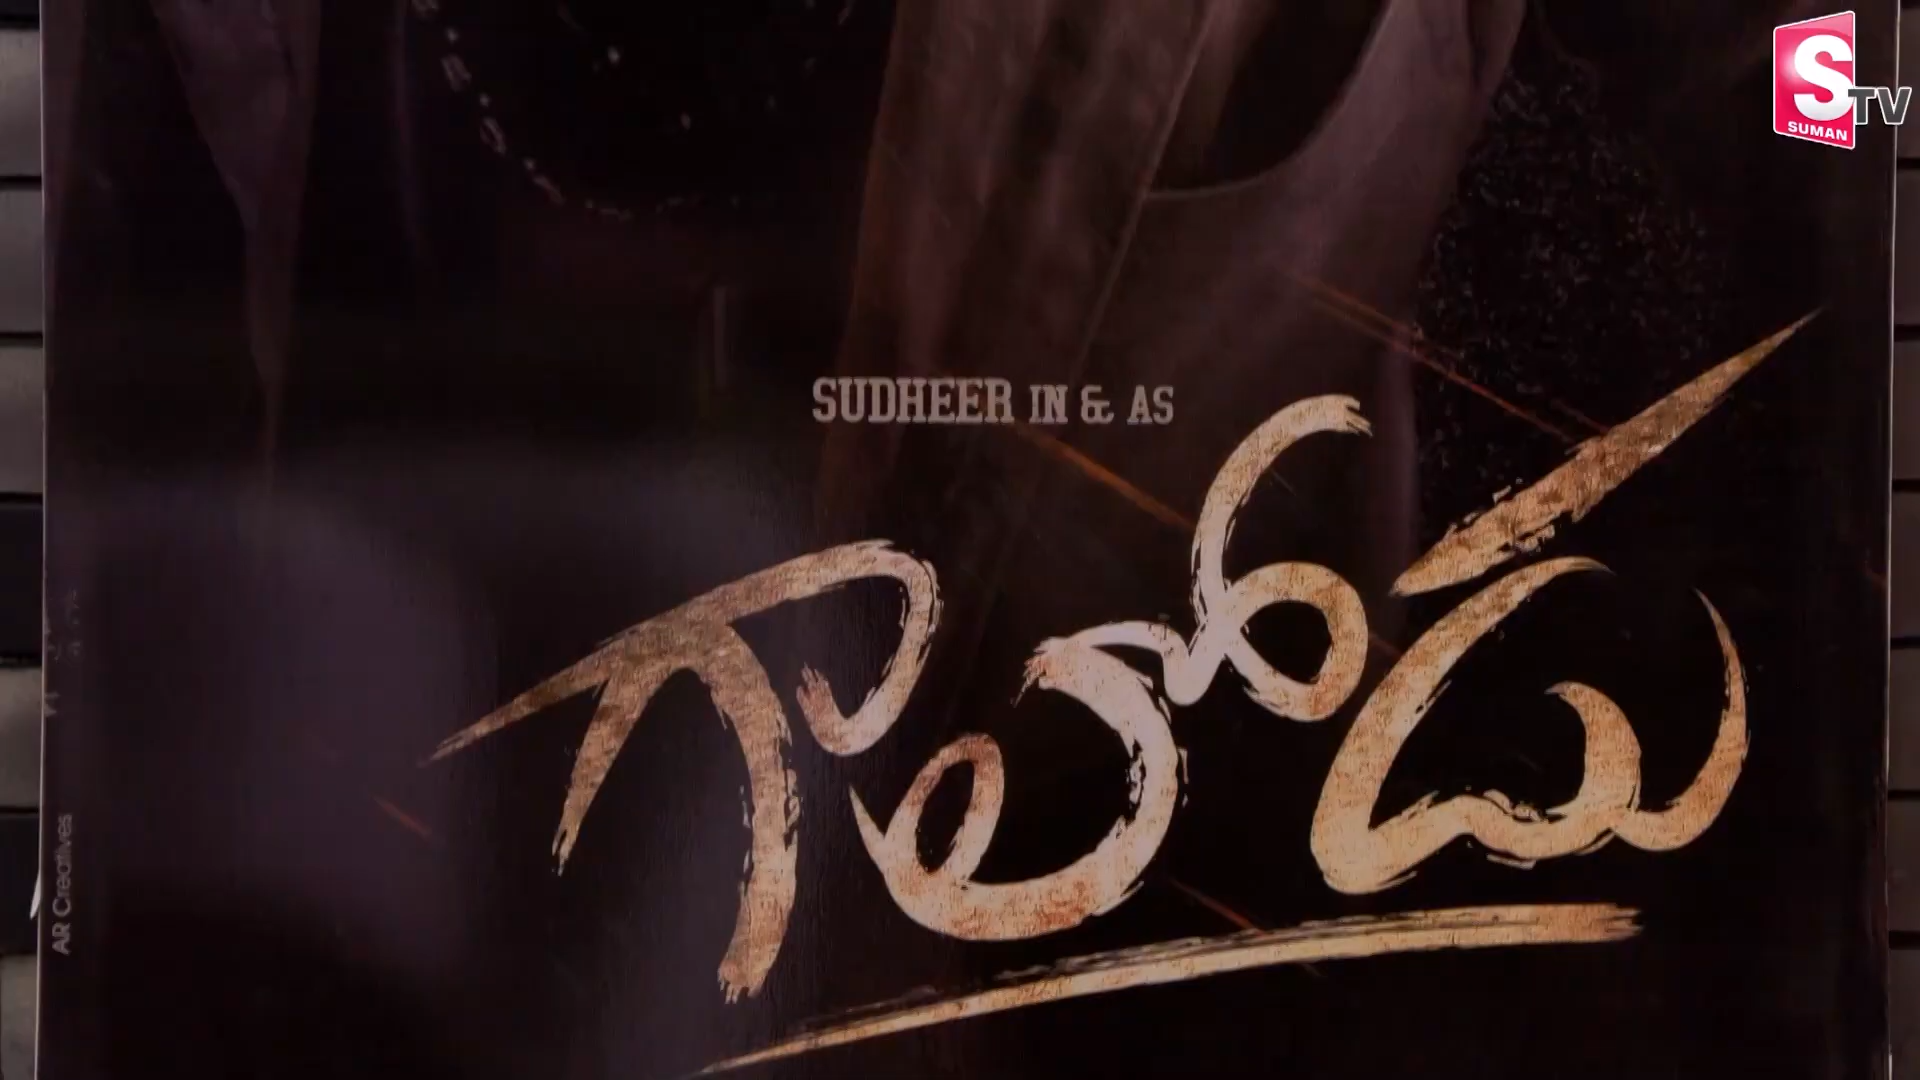 S
TV
SUMAN
SUDHEER IN & AS
గాలోడు
AR Creatives